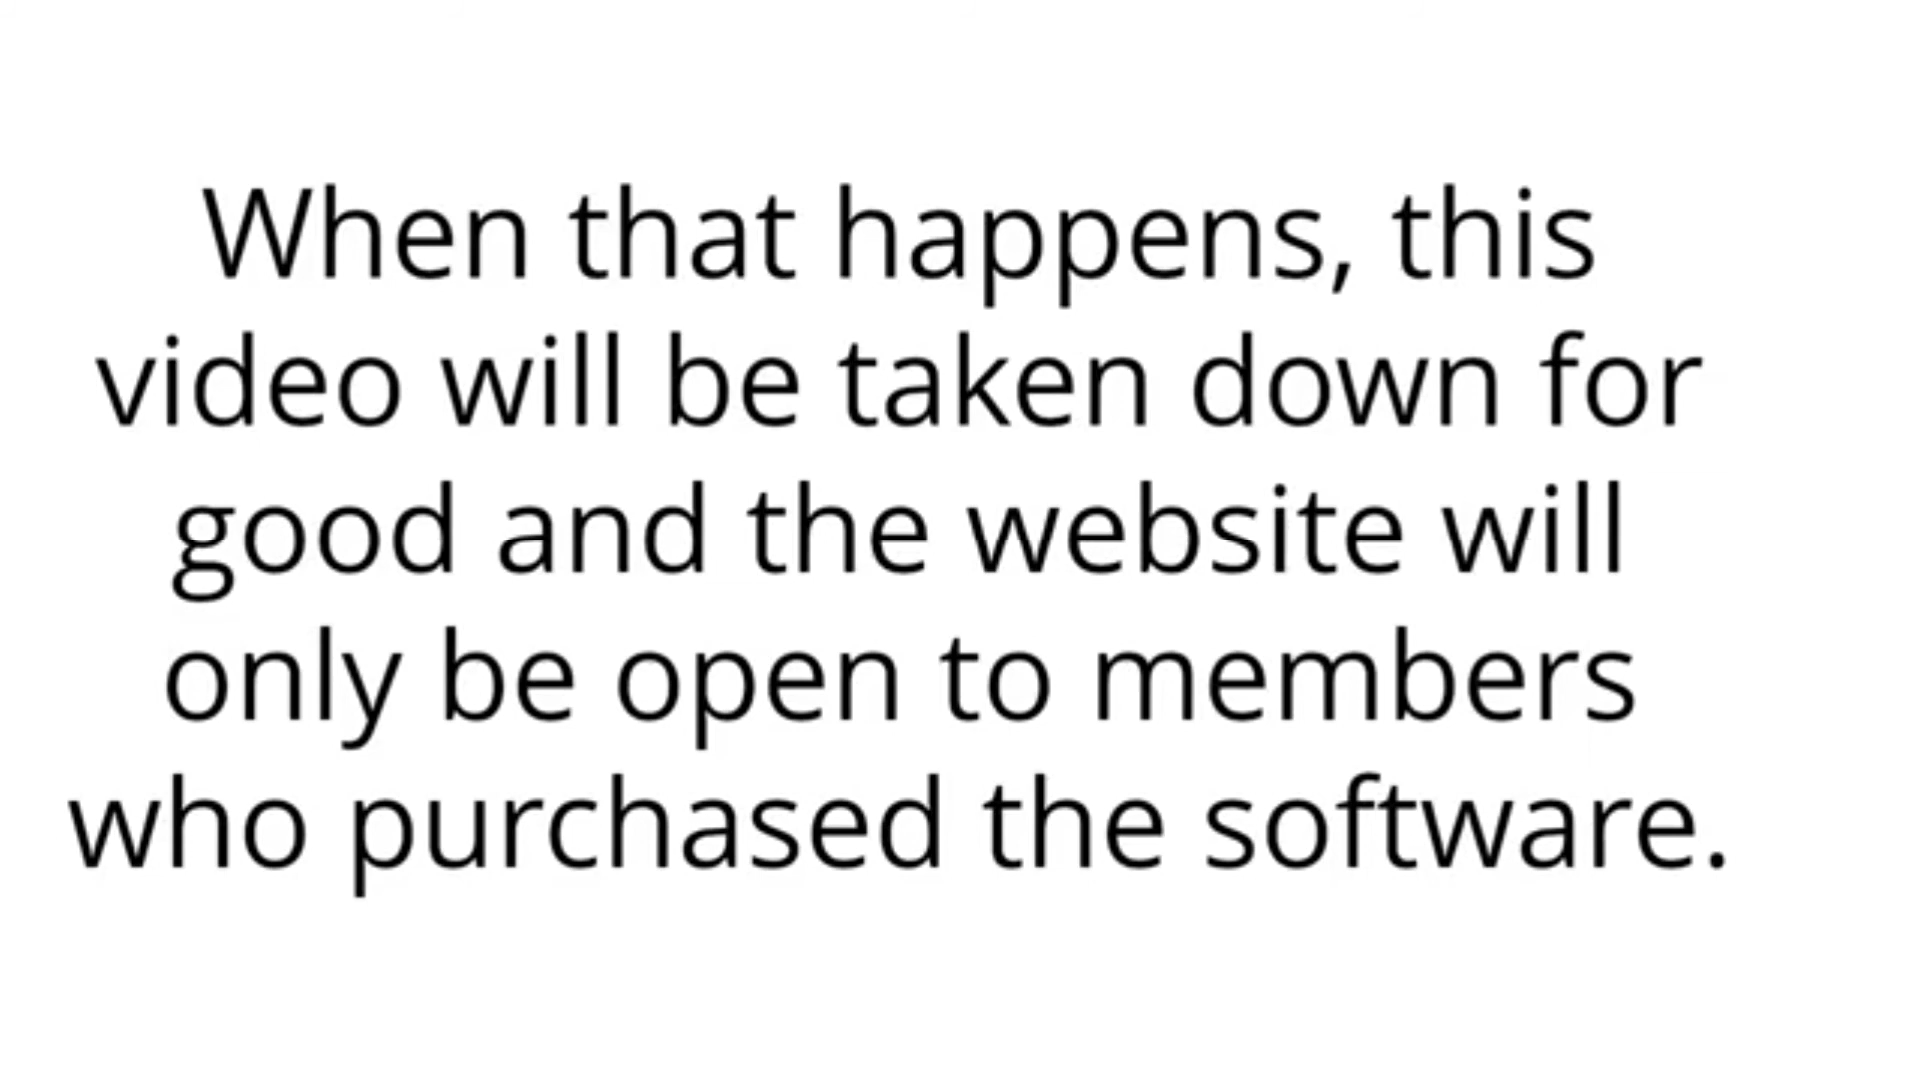 When that happens, this
video will be taken down for
good and the website will
only be open to members
who purchased the software.